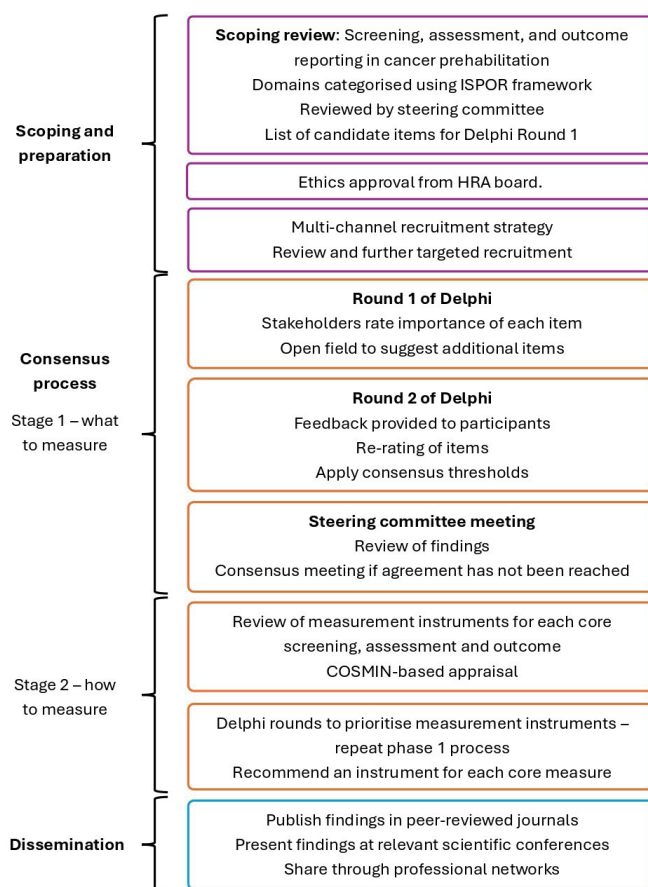 Scoping and
preparation
Scoping review: Screening, assessment, and outcome
reporting in cancer prehabilitation
Domains categorised using ISPOR framework
Reviewed by steering committee
List of candidate items for Delphi Round 1
Ethics approval from HRA board.
Multi-channel recruitment strategy
Review and further targeted recruitment
Consensus
process
Stage 1 – what
to measure
Round 1 of Delphi
Stakeholders rate importance of each item
Open field to suggest additional items
Round 2 of Delphi
Feedback provided to participants
Re-rating of items
Apply consensus thresholds
Steering committee meeting
Review of findings
Consensus meeting if agreement has not been reached
Stage 2 – how
to measure
Review of measurement instruments for each core
screening, assessment and outcome
COSMIN-based appraisal
Delphi rounds to prioritise measurement instruments –
repeat phase 1 process
Recommend an instrument for each core measure
Dissemination
Publish findings in peer-reviewed journals
Present findings at relevant scientific conferences
Share through professional networks